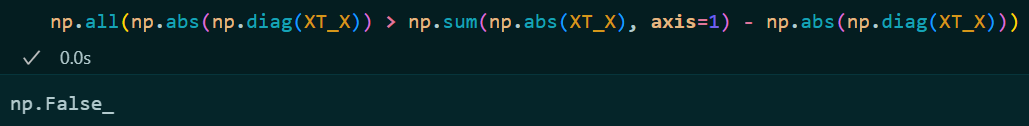 np.all(np.abs(np.diag(XT_X)) > np.sum(np.abs(XT_X), axis=1) - np.abs(np.diag(XT_X)))
0.0s
np.False_